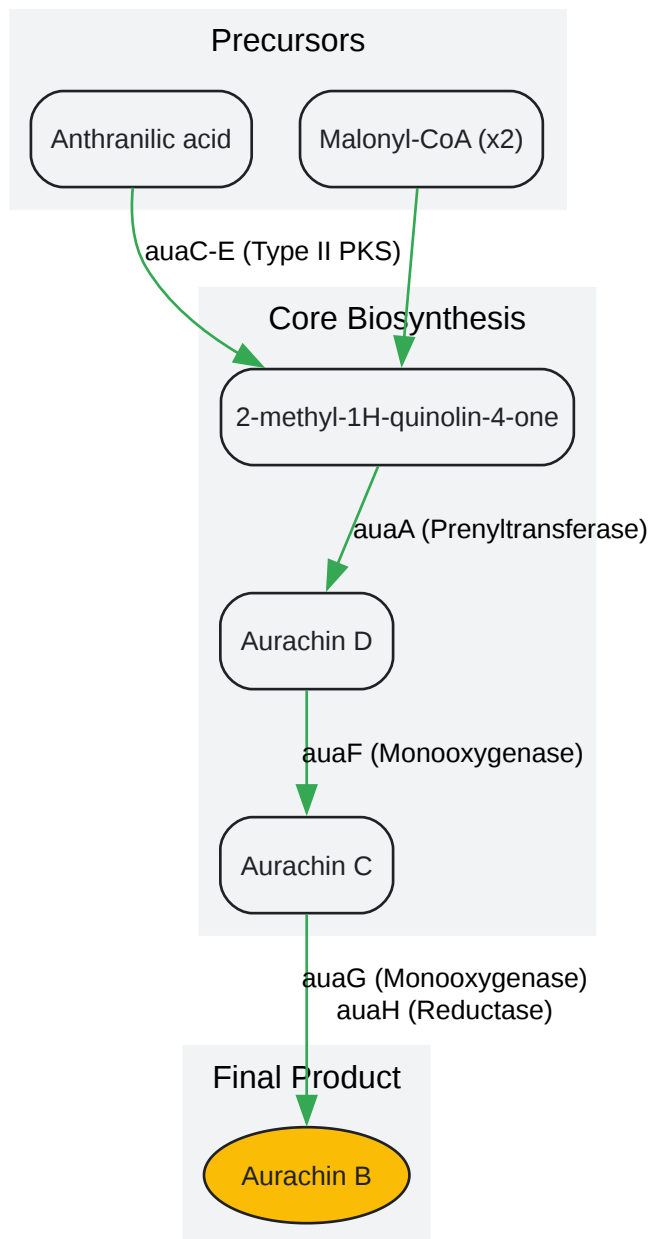 Precursors
Anthranilic acid
Malonyl-CoA (x2)
auaC-E (Type II PKS)
Core Biosynthesis
2-methyl-1H-quinolin-4-one
auaA (Prenyltransferase)
Aurachin D
auaF (Monooxygenase)
Aurachin C
auaG (Monooxygenase)
auaH (Reductase)
Final Product
Aurachin B